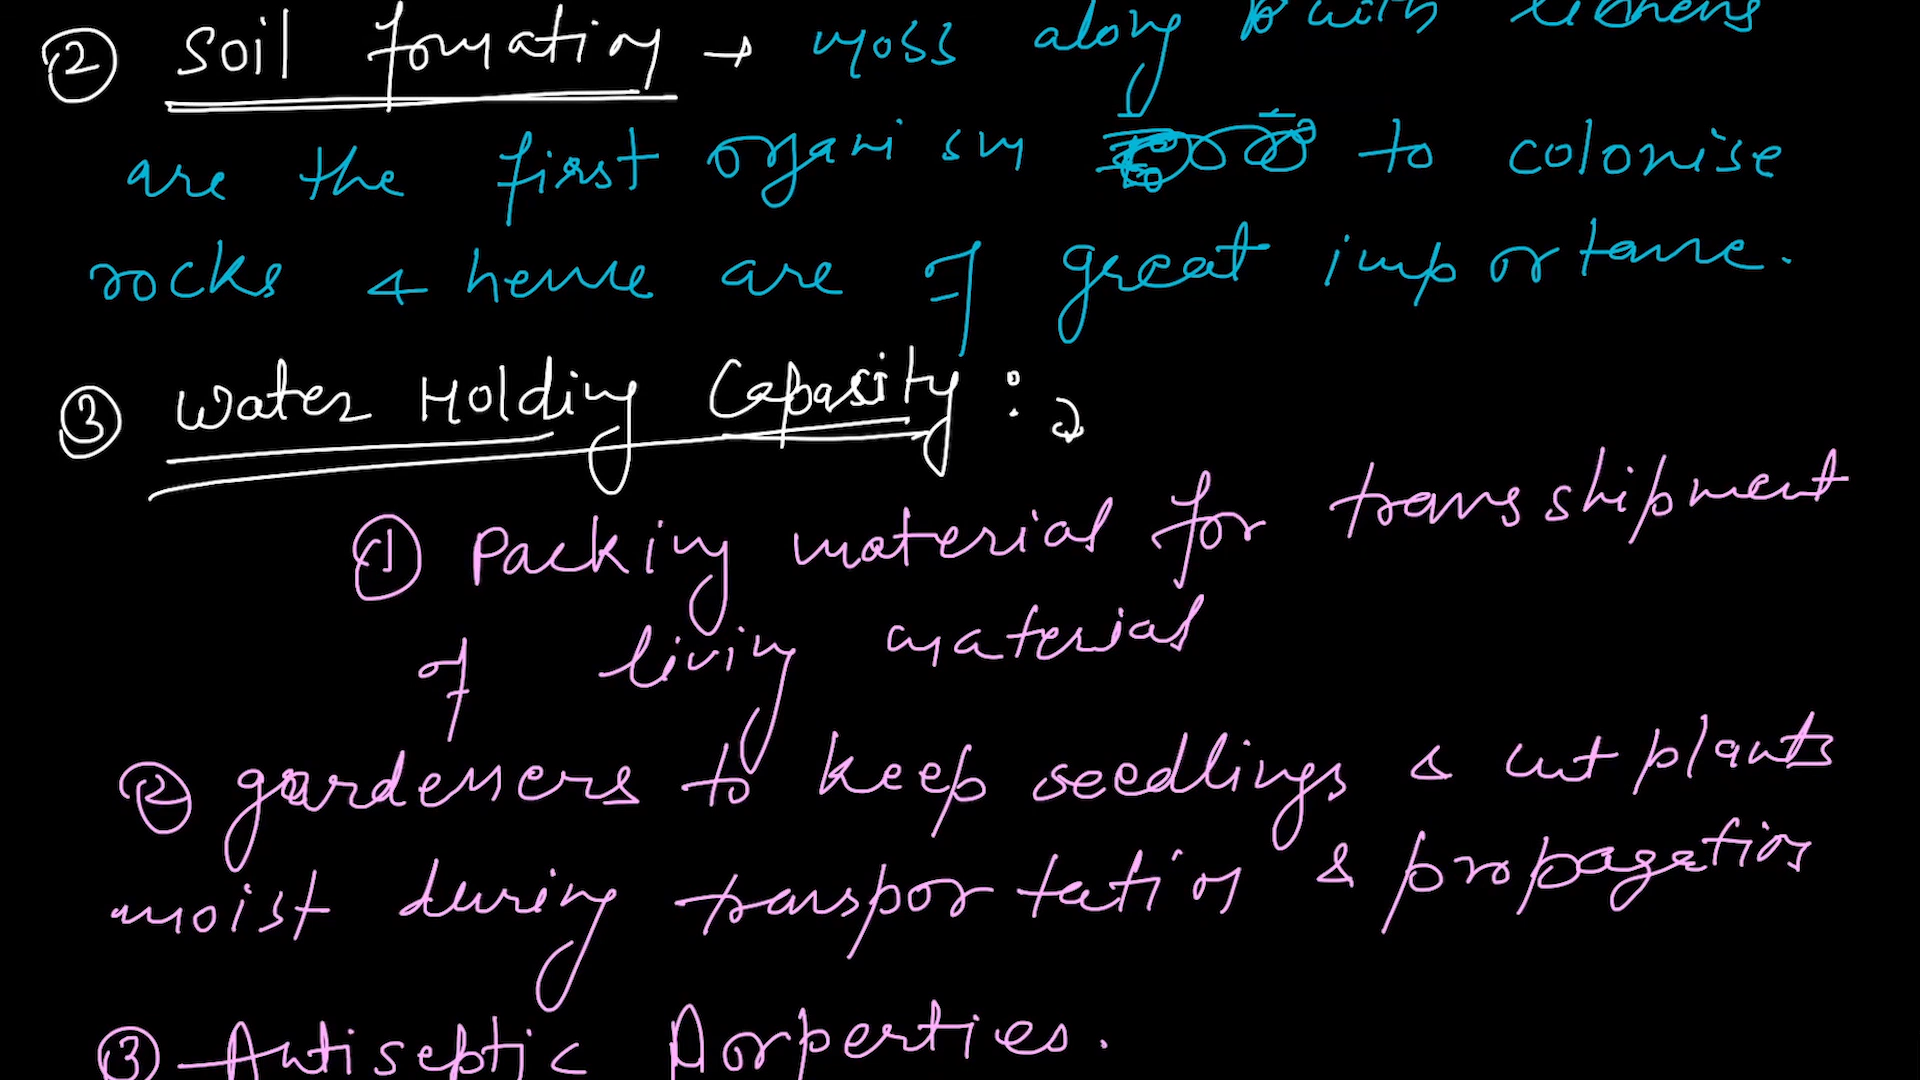 ② Soil formation → moss along with lichens
are the first organism to colonise
rocks & hence are of great importance.
③ Water Holding Capasity :→
① Packing material for transshipment
of living material
② gardeners to keep seedlings & cut plants
moist during transportation & propagation
③ Antiseptic Porperties.